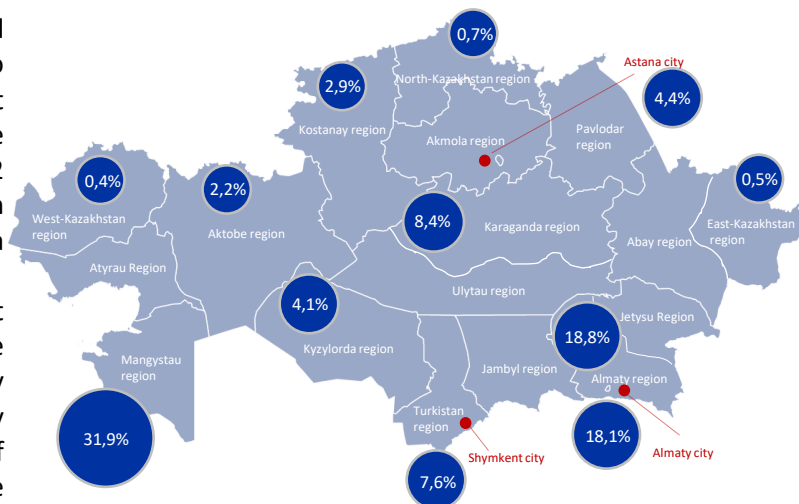 l
o
t
e
2
n
n
t
e
y
y
f
e
0,7%
Astana city
2,9%
North-Kazakhstan region
4,4%
Kostanay region
Akmola region
Pavlodar
region
0,4%
2,2%
0,5%
West-Kazakhstan
region
Aktobe region
8,4%
Karaganda region
East-Kazakhstan
region
Abay region
Atyrau Region
Ulytau region
4,1%
Jetysu Region
18,8%
Kyzylorda region
Mangystau
region
Jambyl region
Almaty region
Turkistan
region
31,9%
18,1%
Almaty city
Shymkent city
7,6%